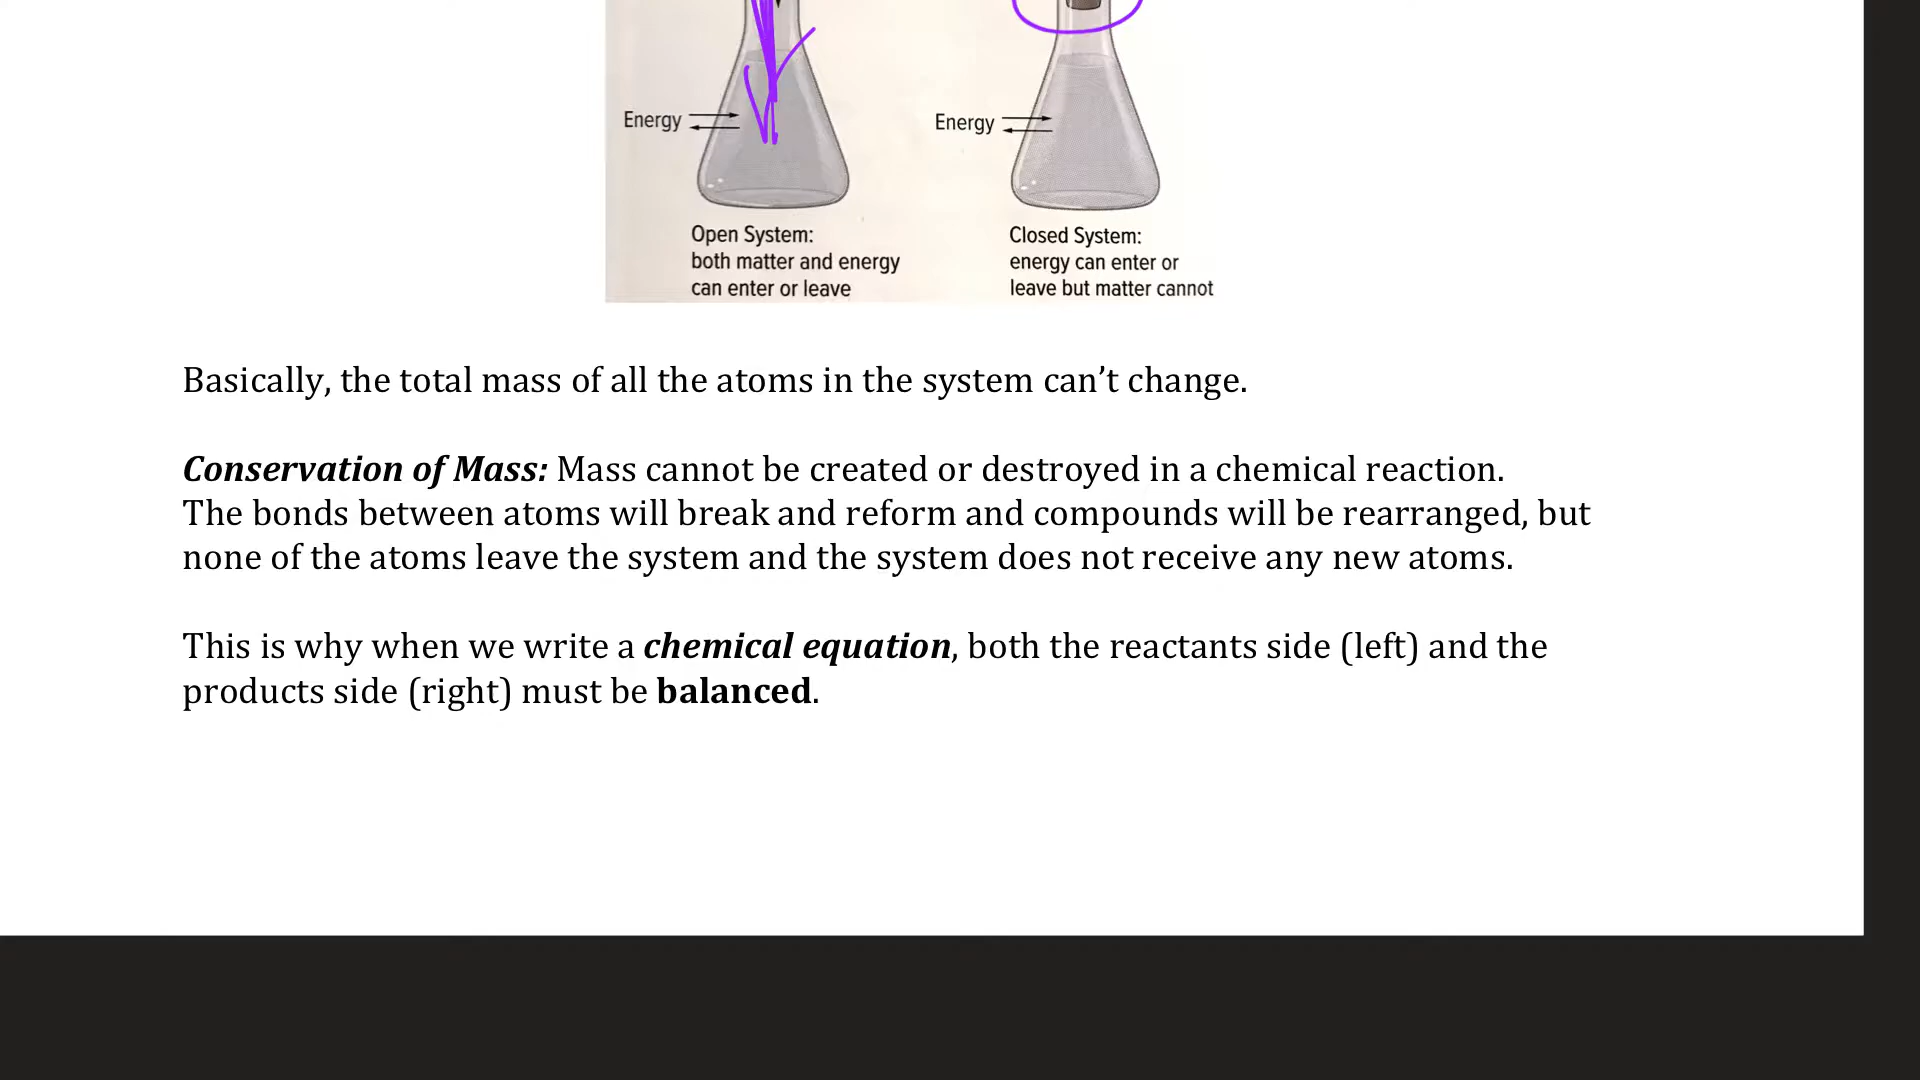 Energy
Energy
Open System:
both matter and energy
can enter or leave
Closed System:
energy can enter or
leave but matter cannot
Basically, the total mass of all the atoms in the system can’t change.
Conservation of Mass: Mass cannot be created or destroyed in a chemical reaction.
The bonds between atoms will break and reform and compounds will be rearranged, but
none of the atoms leave the system and the system does not receive any new atoms.
This is why when we write a chemical equation, both the reactants side (left) and the
products side (right) must be balanced.